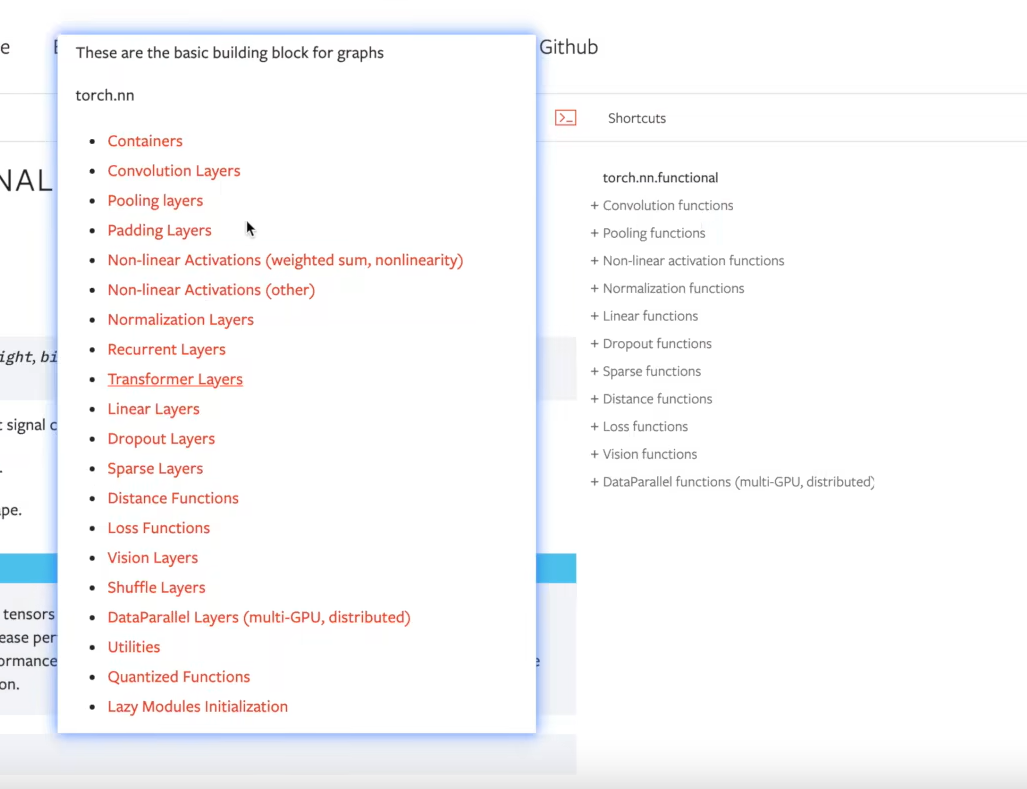 These are the basic building block for graphs
Github
torch.nn
Shortcuts
Containers
Convolution Layers
Pooling layers
Padding Layers
Non-linear Activations (weighted sum, nonlinearity)
Non-linear Activations (other)
Normalization Layers
Recurrent Layers
Transformer Layers
Linear Layers
Dropout Layers
Sparse Layers
Distance Functions
Loss Functions
Vision Layers
Shuffle Layers
DataParallel Layers (multi-GPU, distributed)
Utilities
Quantized Functions
Lazy Modules Initialization
torch.nn.functional
+ Convolution functions
+ Pooling functions
+ Non-linear activation functions
+ Normalization functions
+ Linear functions
+ Dropout functions
+ Sparse functions
+ Distance functions
+ Loss functions
+ Vision functions
+ DataParallel functions (multi-GPU, distributed)
NAL
ight, bi
t signal c
pe.
tensors
ease per
ormance
on.